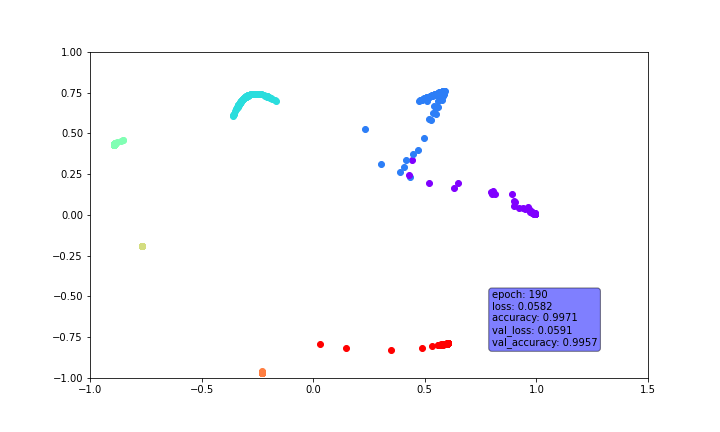 1.00
0.75
0.50
0.25
0.00
−0.25
−0.50
−0.75
−1.00
−1.0 −0.5 0.0 0.5 1.0 1.5
epoch: 190
loss: 0.0582
accuracy: 0.9971
val_loss: 0.0591
val_accuracy: 0.9957